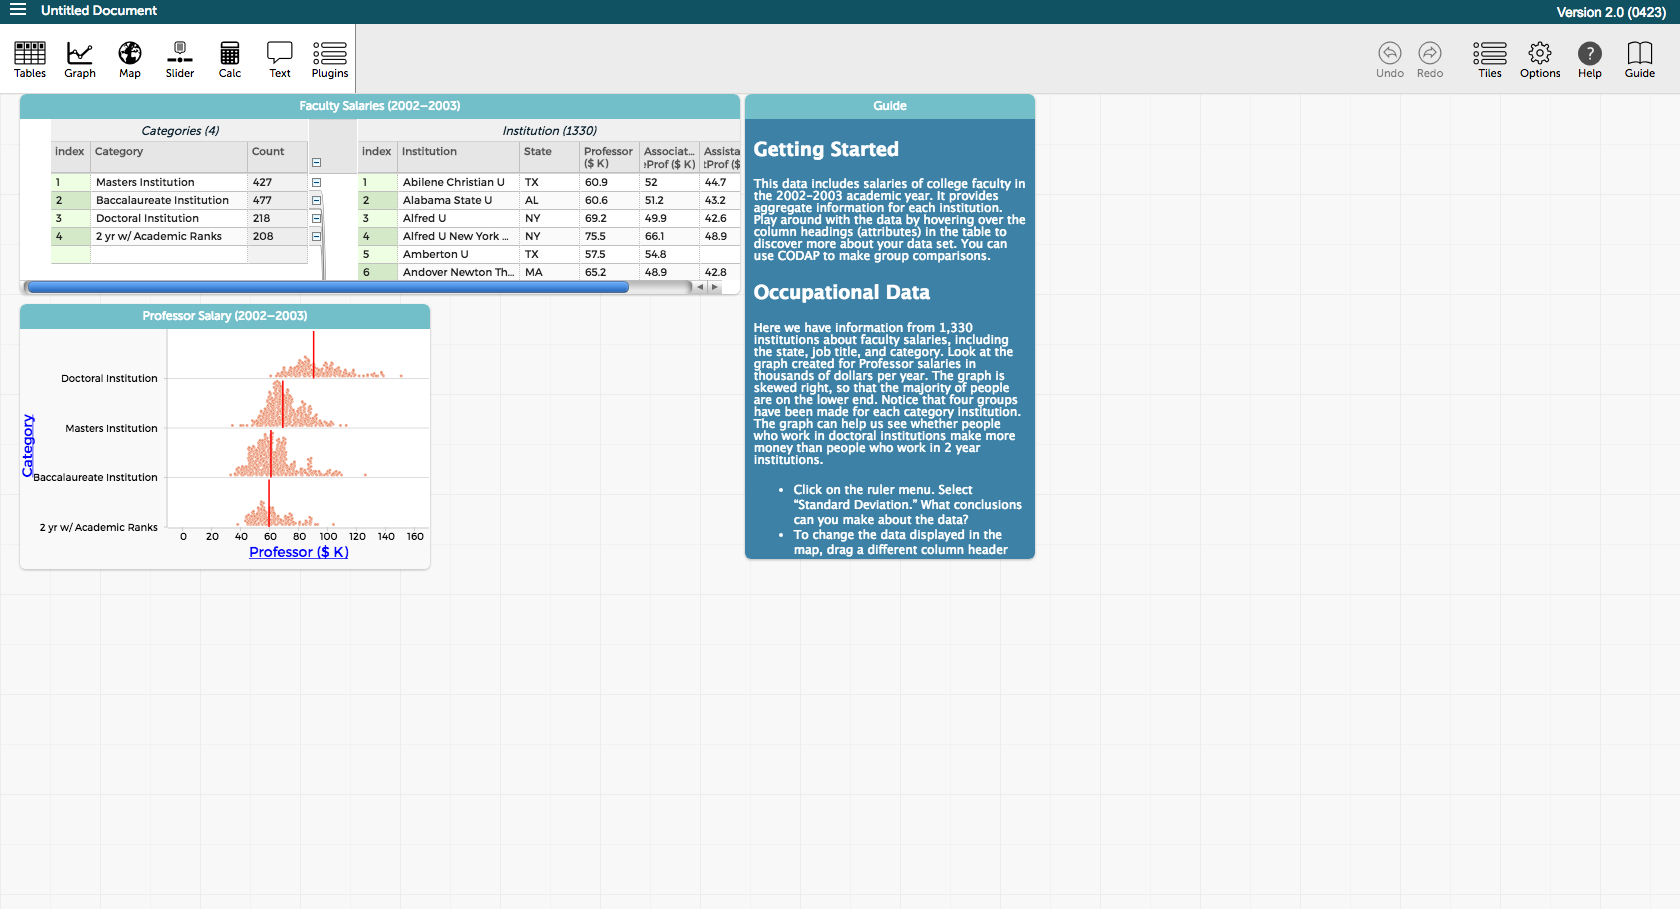 Untitled Document
Version 2.0 (0423)
Tables
Graph
Map
Slider
Calc
Text
Plugins
Undo
Redo
Tiles
Options
?
Help
Guide
Faculty Salaries (2002–2003)
Categories (4)
index Category Count
1 Masters Institution 427
2 Baccalaureate Institution 477
3 Doctoral Institution 218
4 2 yr w/ Academic Ranks 208
Institution (1330)
index Institution State Professor ($ K) Associat... ›Prof ($ K) Assista :Prof ($
1 Abilene Christian U TX 60.9 52 44.7
2 Alabama State U AL 60.6 51.2 43.2
3 Alfred U NY 69.2 49.9 42.6
4 Alfred U New York ... NY 75.5 66.1 48.9
5 Amberton U TX 57.5 54.8
6 Andover Newton Th... MA 65.2 48.9 42.8
Professor Salary (2002–2003)
Category
Doctoral Institution
Masters Institution
Baccalaureate Institution
2 yr w/ Academic Ranks
0 20 40 60 80 100 120 140 160
Professor ($ K)
Guide
Getting Started
This data includes salaries of college faculty in
the 2002-2003 academic year. It provides
aggregate information for each institution.
Play around with the data by hovering over the
column headings (attributes) in the table to
discover more about your data set. You can
use CODAP to make group comparisons.
Occupational Data
Here we have information from 1,330
institutions about faculty salaries, including
the state, job title, and category. Look at the
graph created for Professor salaries in
thousands of dollars per year. The graph is
skewed right, so that the majority of people
are on the lower end. Notice that four groups
have been made for each category institution.
The graph can help us see whether people
who work in doctoral institutions make more
money than people who work in 2 year
institutions.
• Click on the ruler menu. Select
“Standard Deviation.” What conclusions
can you make about the data?
• To change the data displayed in the
map, drag a different column header